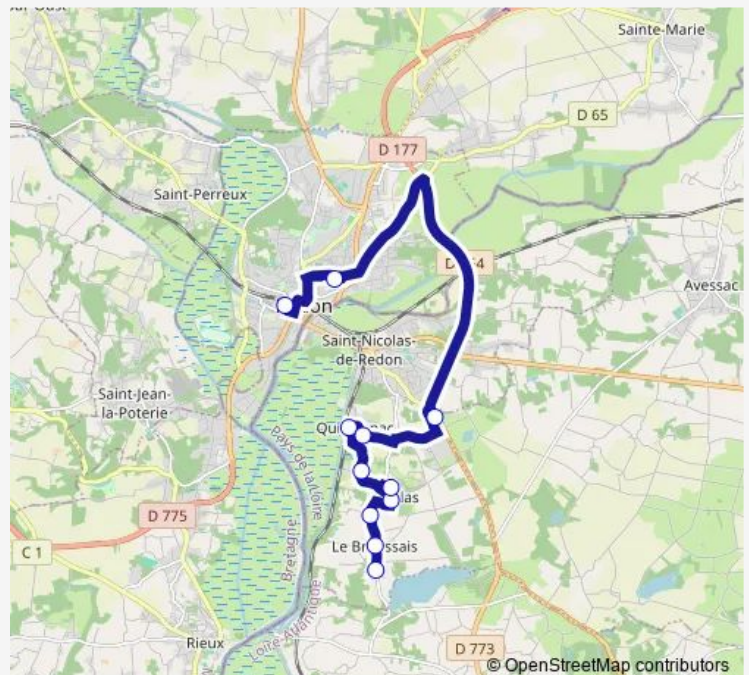 Sainte-Marie
D 65
D 177
Saint-Perreux
Avessac
Saint-Nicolas-
de-Redon
Saint-Jean-
la-Poterie
Pays de la Loire
D 775
Bretagne
C 1
Le Br
ssais
Loire-Atlantique
Rieux
D 773
© OpenStreetMap contributors